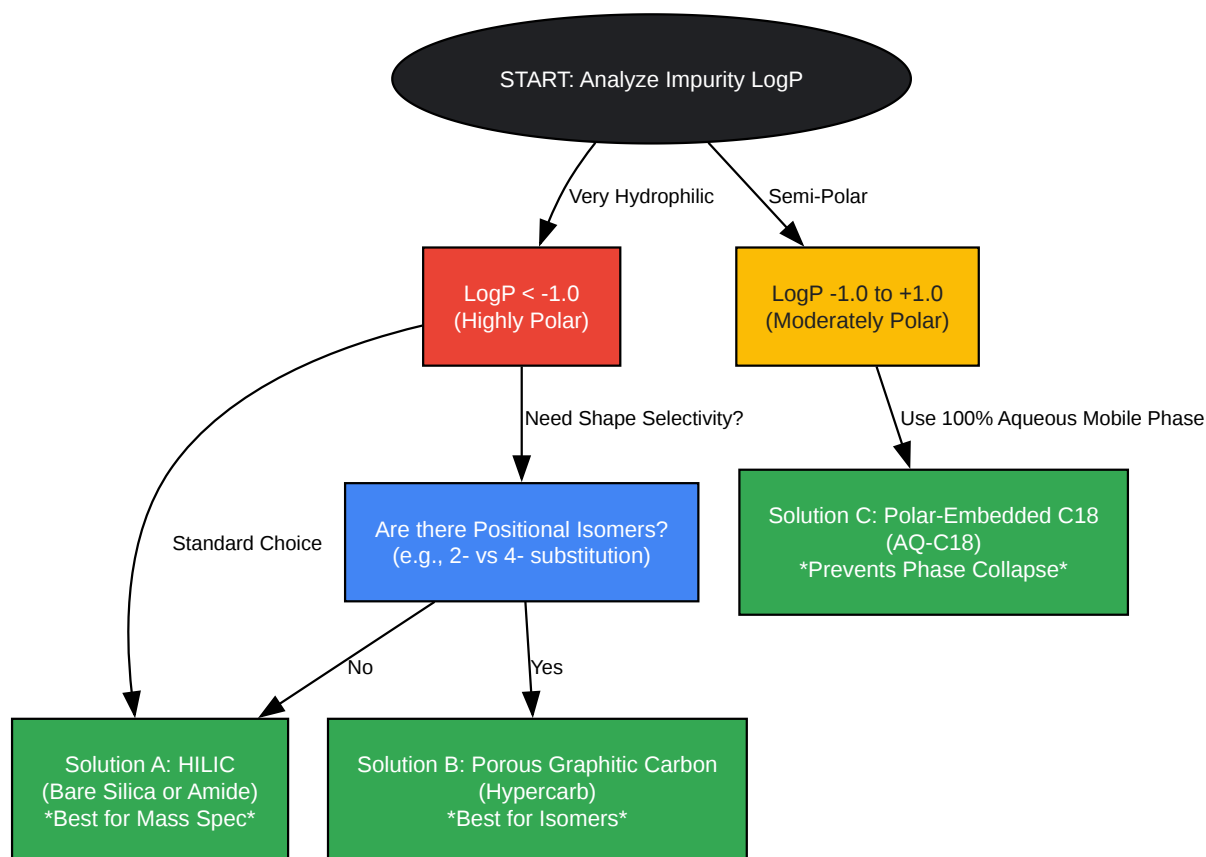 START: Analyze Impurity LogP
Very Hydrophilic
Semi-Polar
LogP < -1.0
(Highly Polar)
LogP -1.0 to +1.0
(Moderately Polar)
Need Shape Selectivity?
Use 100% Aqueous Mobile Phase
Are there Positional Isomers?
(e.g., 2- vs 4- substitution)
Solution C: Polar-Embedded C18
(AQ-C18)
*Prevents Phase Collapse*
Standard Choice
No
Yes
Solution A: HILIC
(Bare Silica or Amide)
*Best for Mass Spec*
Solution B: Porous Graphitic Carbon
(Hypercarb)
*Best for Isomers*